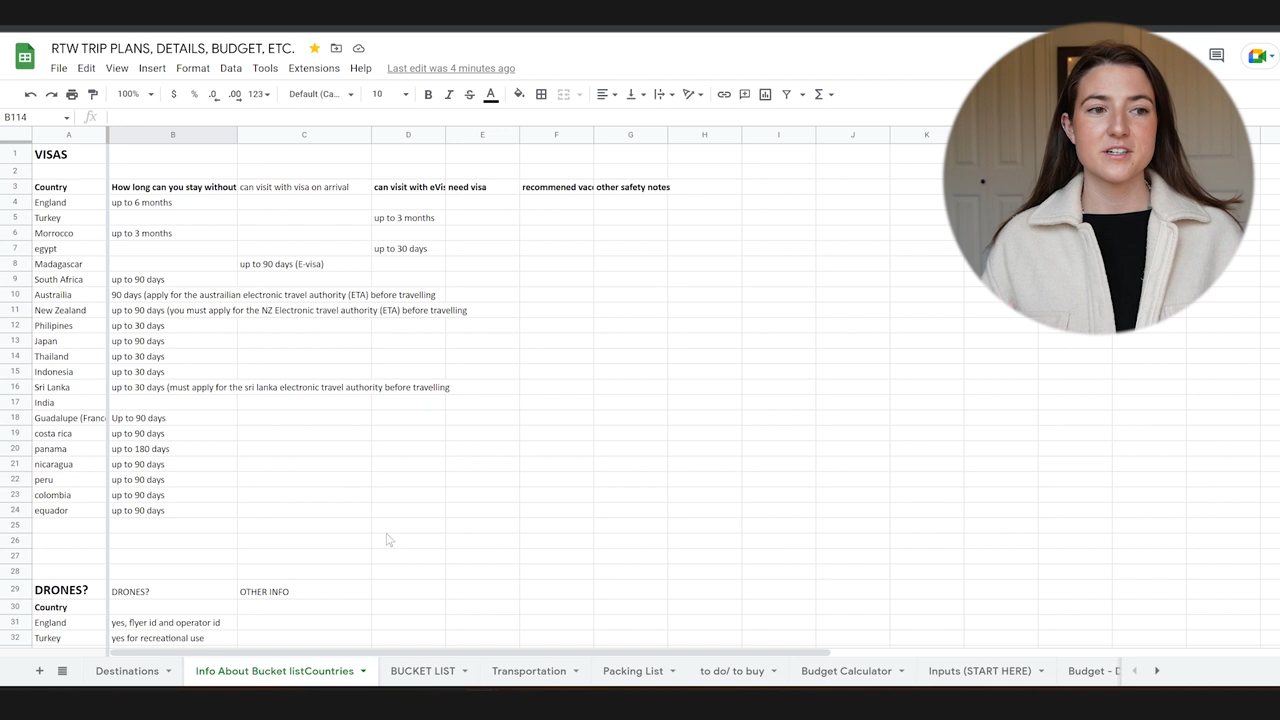 RTW TRIP PLANS, DETAILS, BUDGET, ETC.
File Edit View Insert Format Data Tools Extensions Help Last edit was 4 minutes ago
100% $ % .0 .00 123 Default (Ca... 10 B I S A
B114 fx
A B C D E F G H I J K
1 VISAS
2
3 Country How long can you stay without can visit with visa on arrival can visit with eVis need visa recommened vacc other safety notes
4 England up to 6 months
5 Turkey up to 3 months
6 Morrocco up to 3 months
7 egypt up to 30 days
8 Madagascar up to 90 days (E-visa)
9 South Africa up to 90 days
10 Austrailia 90 days (apply for the austrailian electronic travel authority (ETA) before travelling
11 New Zealand up to 90 days (you must apply for the NZ Electronic travel authority (ETA) before travelling
12 Philipines up to 30 days
13 Japan up to 90 days
14 Thailand up to 30 days
15 Indonesia up to 30 days
16 Sri Lanka up to 30 days (must apply for the sri lanka electronic travel authority before travelling
17 India
18 Guadalupe (Franc Up to 90 days
19 costa rica up to 90 days
20 panama up to 180 days
21 nicaragua up to 90 days
22 peru up to 90 days
23 colombia up to 90 days
24 equador up to 90 days
25
26
27
28
29 DRONES? DRONES? OTHER INFO
30 Country
31 England yes, flyer id and operator id
32 Turkey yes for recreational use
Destinations Info About Bucket listCountries BUCKET LIST Transportation Packing List to do/ to buy Budget Calculator Inputs (START HERE) Budget -